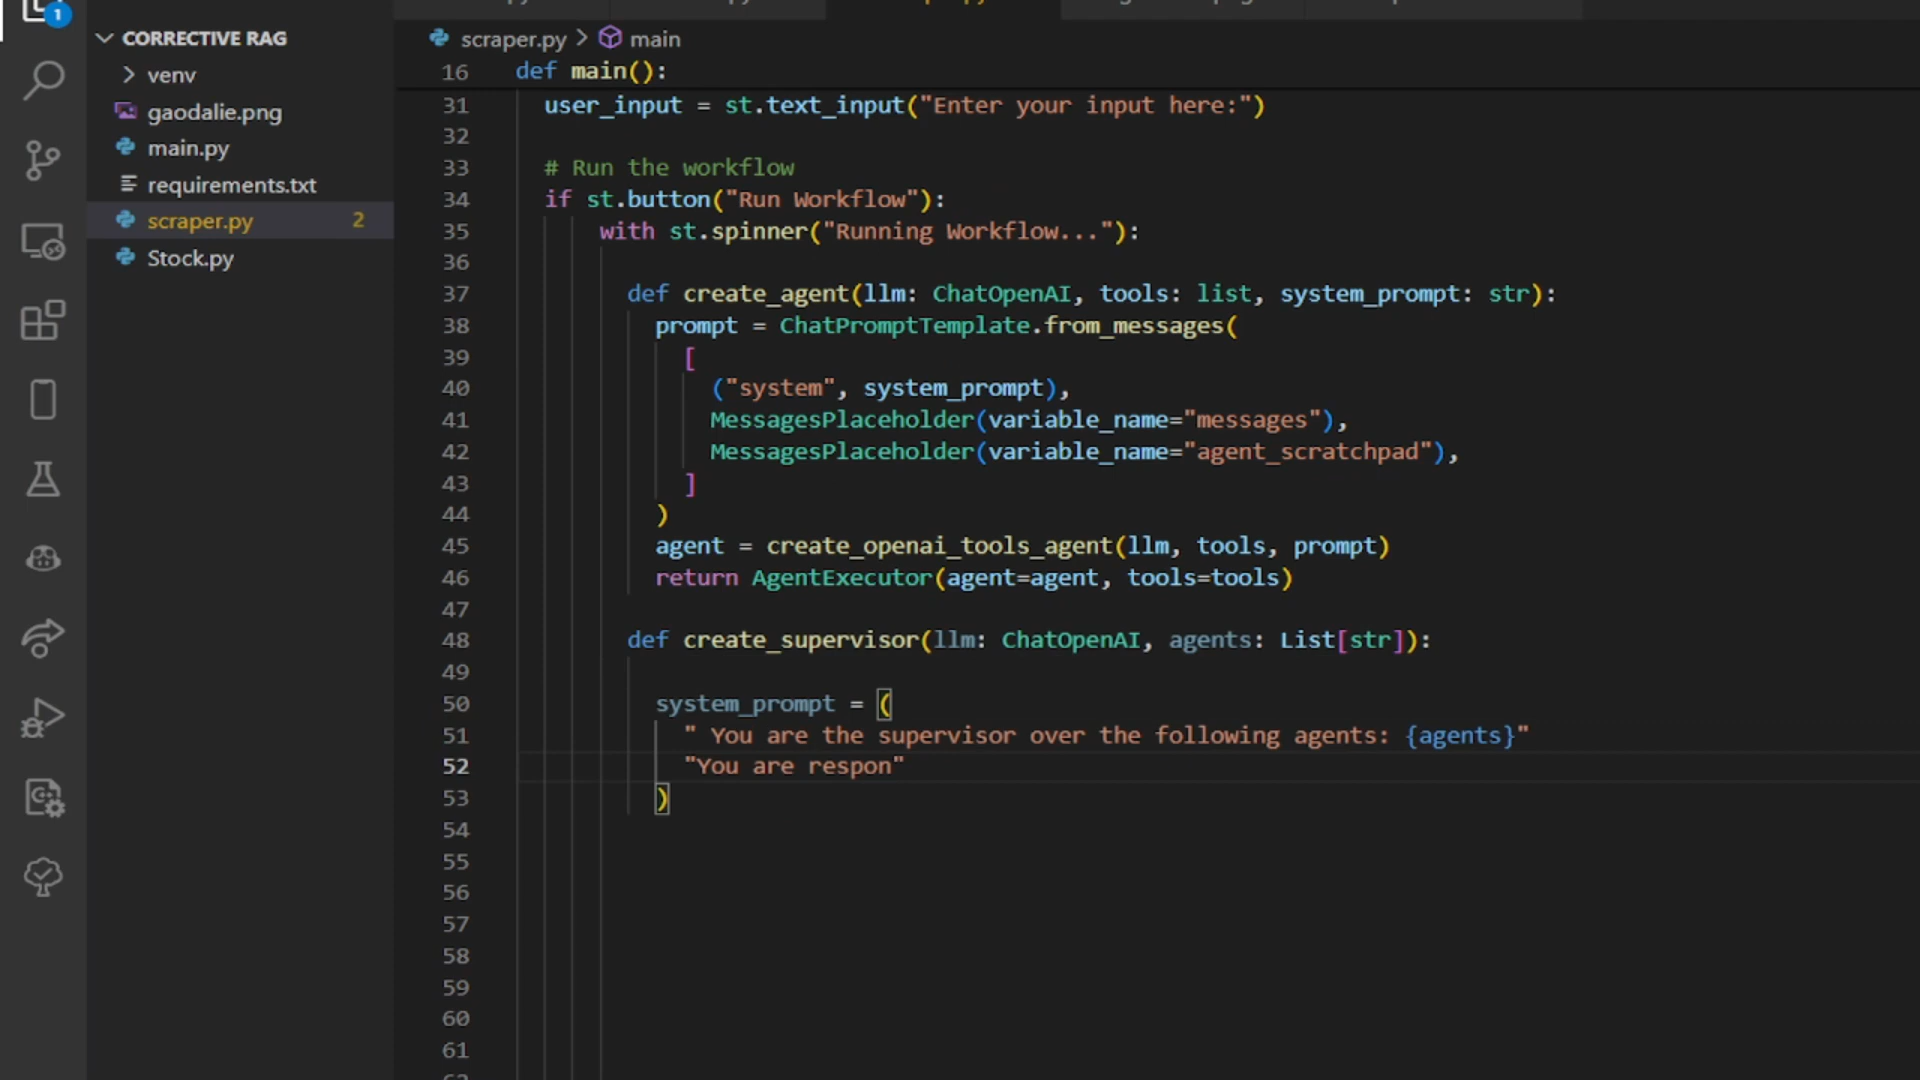 1
CORRECTIVE RAG
venv
gaodalie.png
main.py
requirements.txt
scraper.py 2
Stock.py
scraper.py > main
16 def main():
31 user_input = st.text_input("Enter your input here:")
32
33 # Run the workflow
34 if st.button("Run Workflow"):
35 with st.spinner("Running Workflow..."):
36
37 def create_agent(llm: ChatOpenAI, tools: list, system_prompt: str):
38 prompt = ChatPromptTemplate.from_messages(
39 [
40 ("system", system_prompt),
41 MessagesPlaceholder(variable_name="messages"),
42 MessagesPlaceholder(variable_name="agent_scratchpad"),
43 ]
44 )
45 agent = create_openai_tools_agent(llm, tools, prompt)
46 return AgentExecutor(agent=agent, tools=tools)
47
48 def create_supervisor(llm: ChatOpenAI, agents: List[str]):
49
50 system_prompt = (
51 " You are the supervisor over the following agents: {agents}"
52 "You are respon"
53 )
54
55
56
57
58
59
60
61